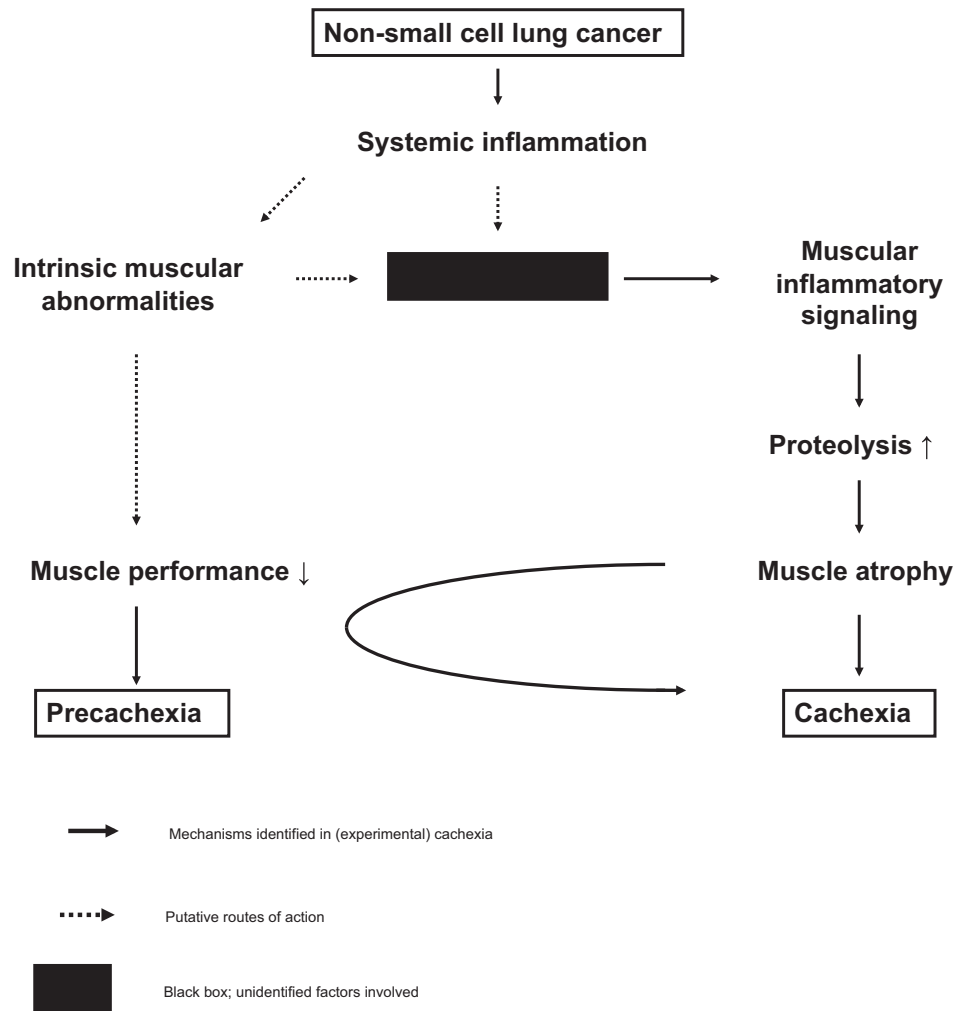 Non-small cell lung cancer
Systemic inflammation
Intrinsic muscular
abnormalities
Muscular
inflammatory
signaling
Proteolysis ↑
Muscle performance ↓
Muscle atrophy
Precachexia
Cachexia
Mechanisms identified in (experimental) cachexia
Putative routes of action
Black box; unidentified factors involved